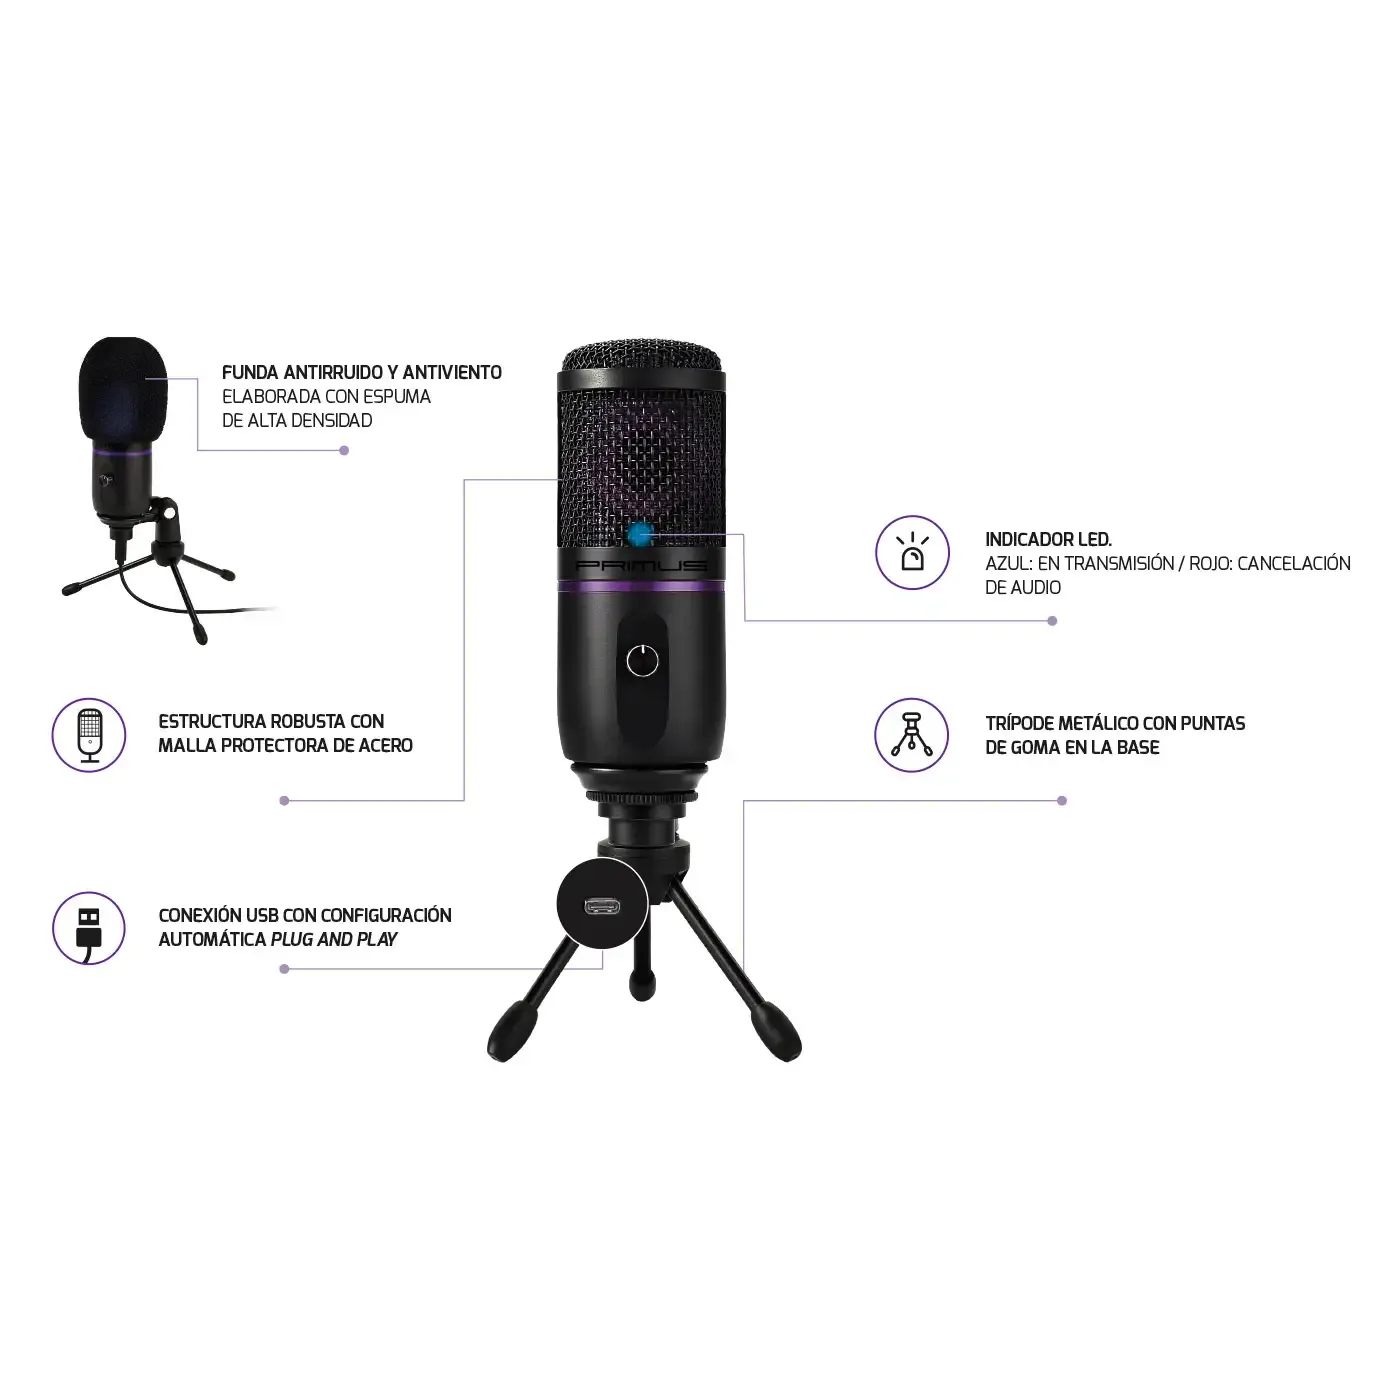 FUNDA ANTIRRUIDO Y ANTIVIENTO
ELABORADA CON ESPUMA
DE ALTA DENSIDAD
ESTRUCTURA ROBUSTA CON
MALLA PROTECTORA DE ACERO
CONEXIÓN USB CON CONFIGURACIÓN
AUTOMÁTICA PLUG AND PLAY
PRIMUS
INDICADOR LED.
AZUL: EN TRANSMISIÓN / ROJO: CANCELACIÓN
DE AUDIO
TRÍPODE METÁLICO CON PUNTAS
DE GOMA EN LA BASE